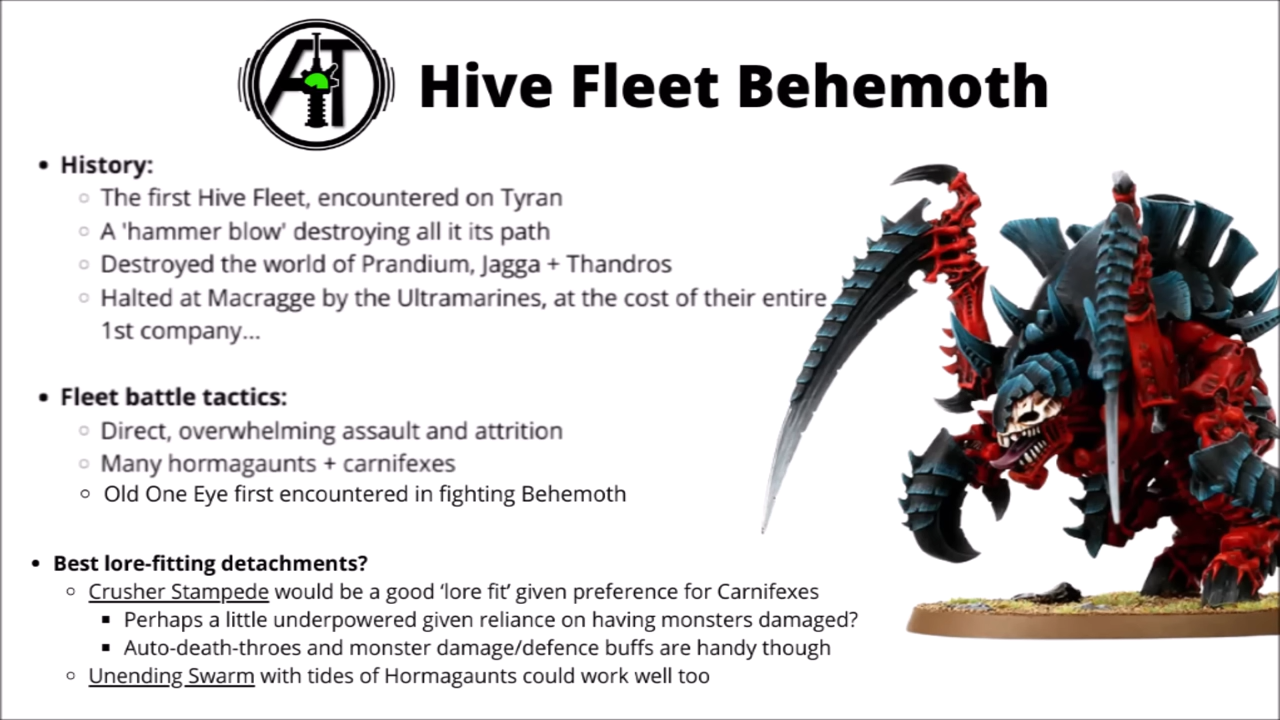 AT
Hive Fleet Behemoth
• History:
○ The first Hive Fleet, encountered on Tyran
○ A 'hammer blow' destroying all it its path
○ Destroyed the world of Prandium, Jagga + Thandros
○ Halted at Macragge by the Ultramarines, at the cost of their entire
1st company...
• Fleet battle tactics:
○ Direct, overwhelming assault and attrition
○ Many hormagaunts + carnifexes
○ Old One Eye first encountered in fighting Behemoth
• Best lore-fitting detachments?
○ Crusher Stampede would be a good ‘lore fit’ given preference for Carnifexes
▪ Perhaps a little underpowered given reliance on having monsters damaged?
▪ Auto-death-throes and monster damage/defence buffs are handy though
○ Unending Swarm with tides of Hormagaunts could work well too